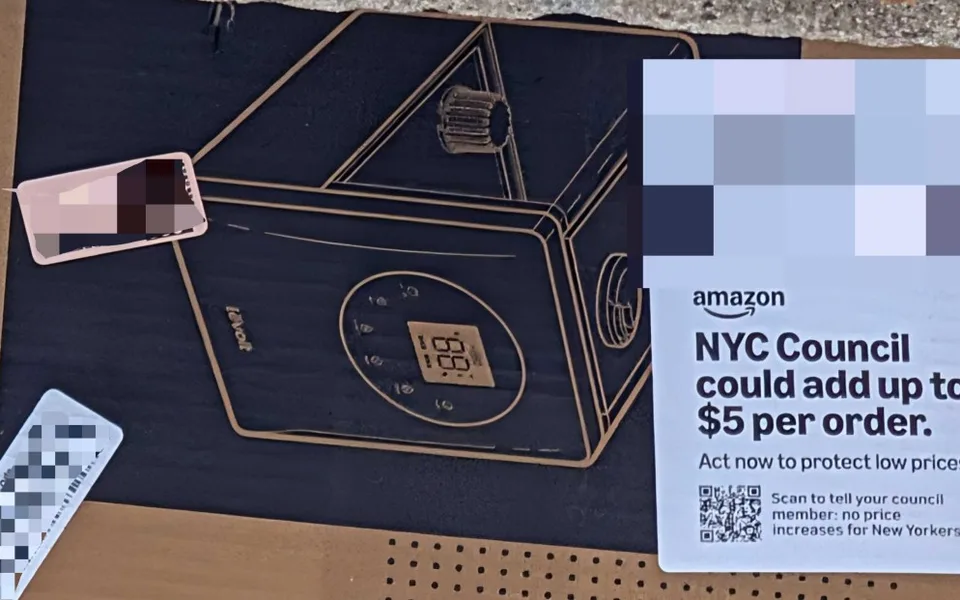 LEVOIT
88
amazon
NYC Council
could add up to
$5 per order.
Act now to protect low prices
Scan to tell your council
member: no price
increases for New Yorkers